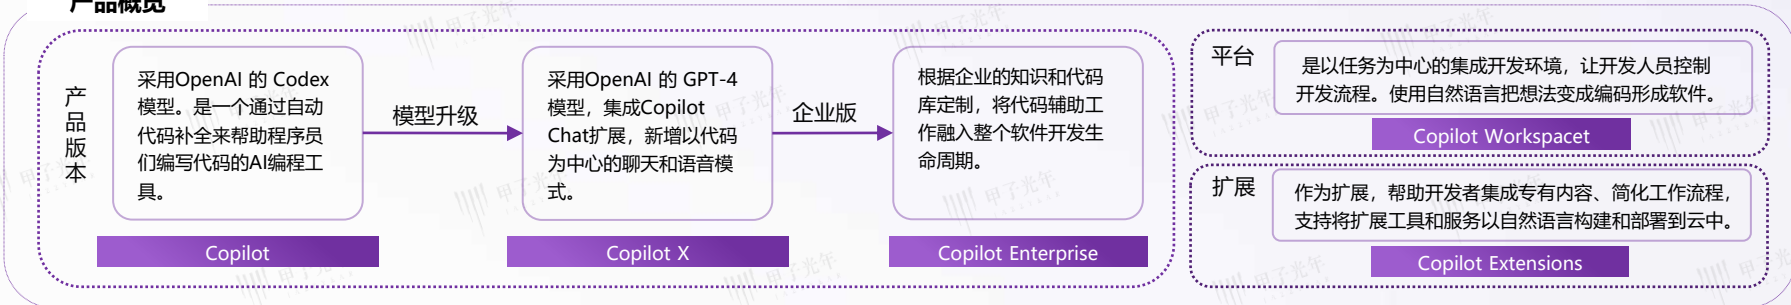 产品概览
产品版本
采用OpenAI 的 Codex
模型。是一个通过自动
代码补全来帮助程序员
们编写代码的AI编程工
具。
Copilot
模型升级
采用OpenAI 的 GPT-4
模型，集成Copilot
Chat扩展，新增以代码
为中心的聊天和语音模
式。
Copilot X
企业版
根据企业的知识和代码
库定制，将代码辅助工
作融入整个软件开发生
命周期。
Copilot Enterprise
平台
是以任务为中心的集成开发环境，让开发人员控制
开发流程。使用自然语言把想法变成编码形成软件。
Copilot Workspacet
扩展
作为扩展，帮助开发者集成专有内容、简化工作流程，
支持将扩展工具和服务以自然语言构建和部署到云中。
Copilot Extensions
甲子光年